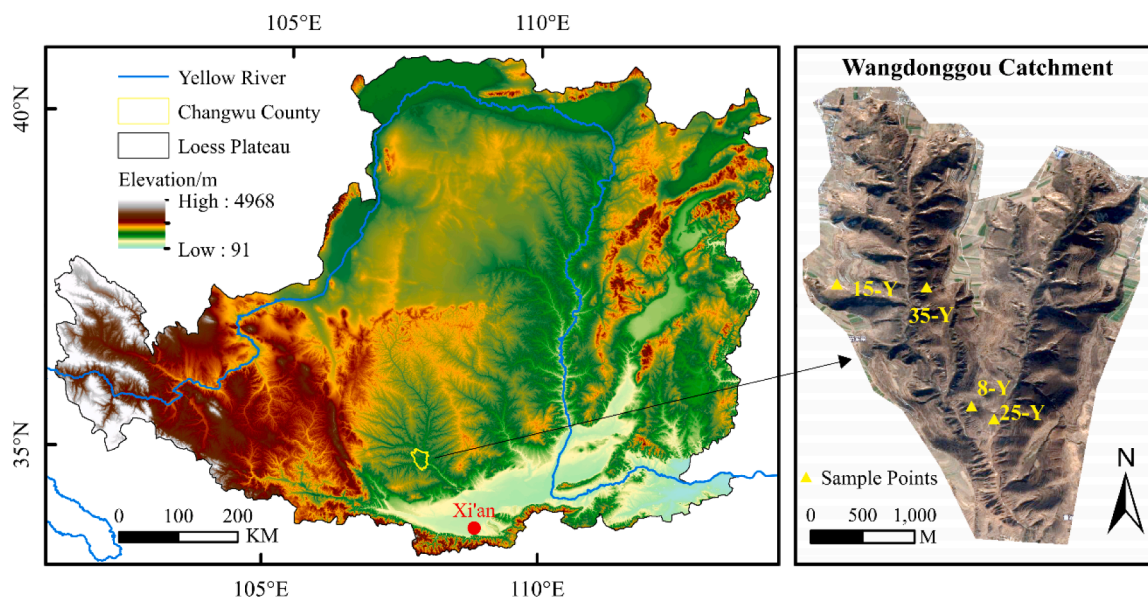 105°E
110°E
40°N
35°N
Yellow River
Changwu County
Loess Plateau
Elevation/m
High : 4968
Low : 91
Xi'an
0 100 200
KM
105°E
110°E
Wangdonggou Catchment
15-Y
35-Y
8-Y
25-Y
Sample Points
N
0 500 1,000
M